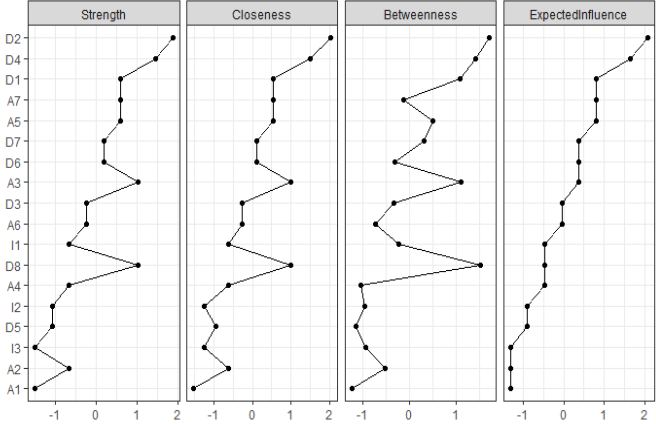 Strength Closeness Betweenness ExpectedInfluence
D2
D4
D1
A7
A5
D7
D6
A3
D3
A6
I1
D8
A4
I2
D5
I3
A2
A1
-1 0 1 2 -1 0 1 2 -1 0 1 -1 0 1 2